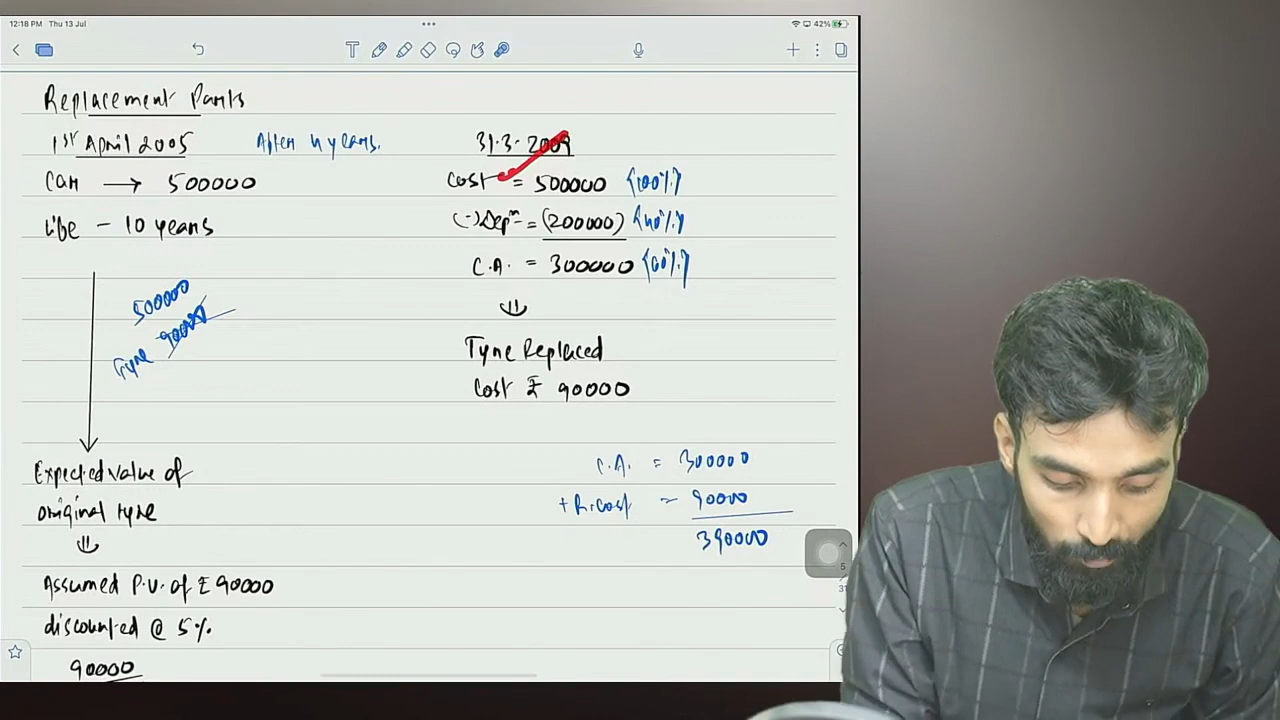 12:18 PM Thu 13 Jul
42%
Replacement Parts
1st April 2005 After 4 years.
Car → 500000
Life - 10 years
500000
Tyre 90000
Expected value of
original tyre
Assumed P.V. of ₹ 90000
discounted @ 5%
90000
31.3.2009
Cost = 500000 {100%}
(-) Depn = (200000) {40%}
C.A. = 300000 {60%}
Tyre Replaced
Cost ₹ 90000
C.A. = 300000
+ R. cost = 90000
390000
5
31